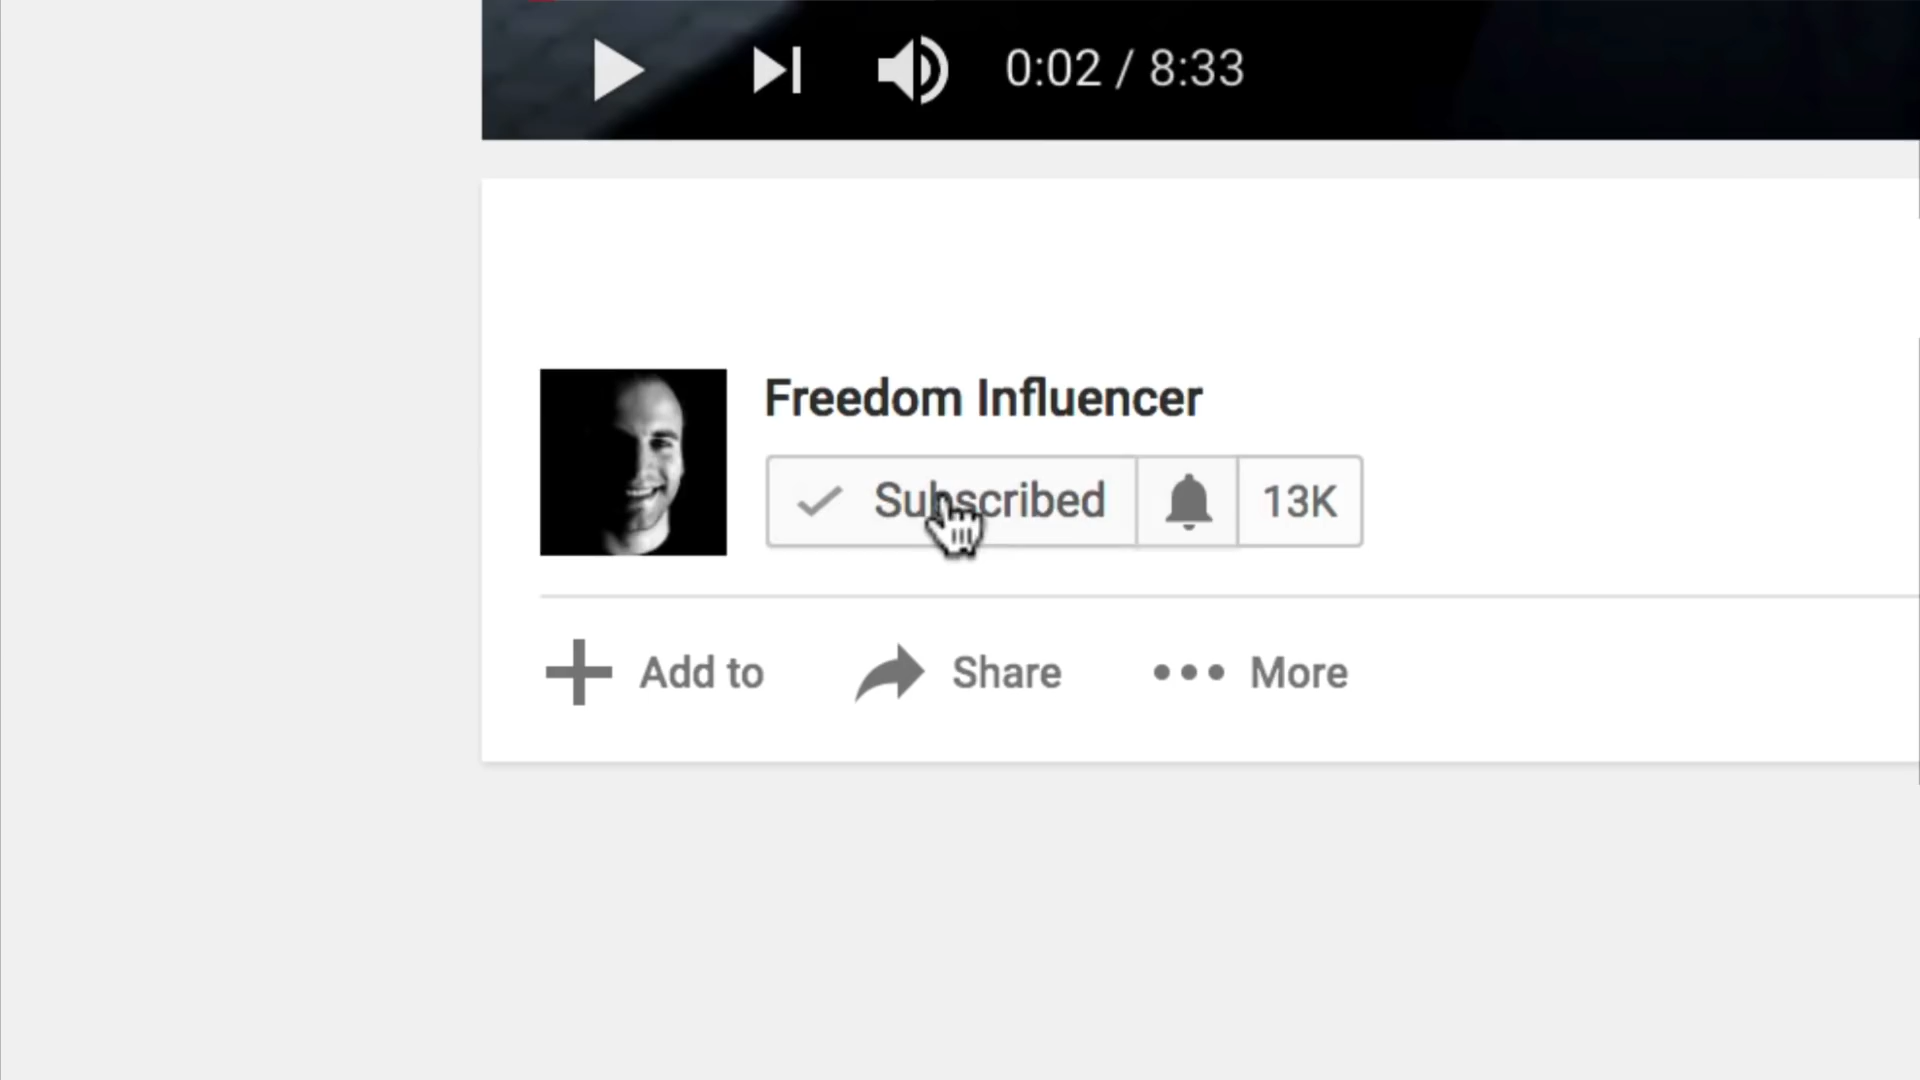 0:02 / 8:33
Freedom Influencer
Subscribed 13K
Add to Share More